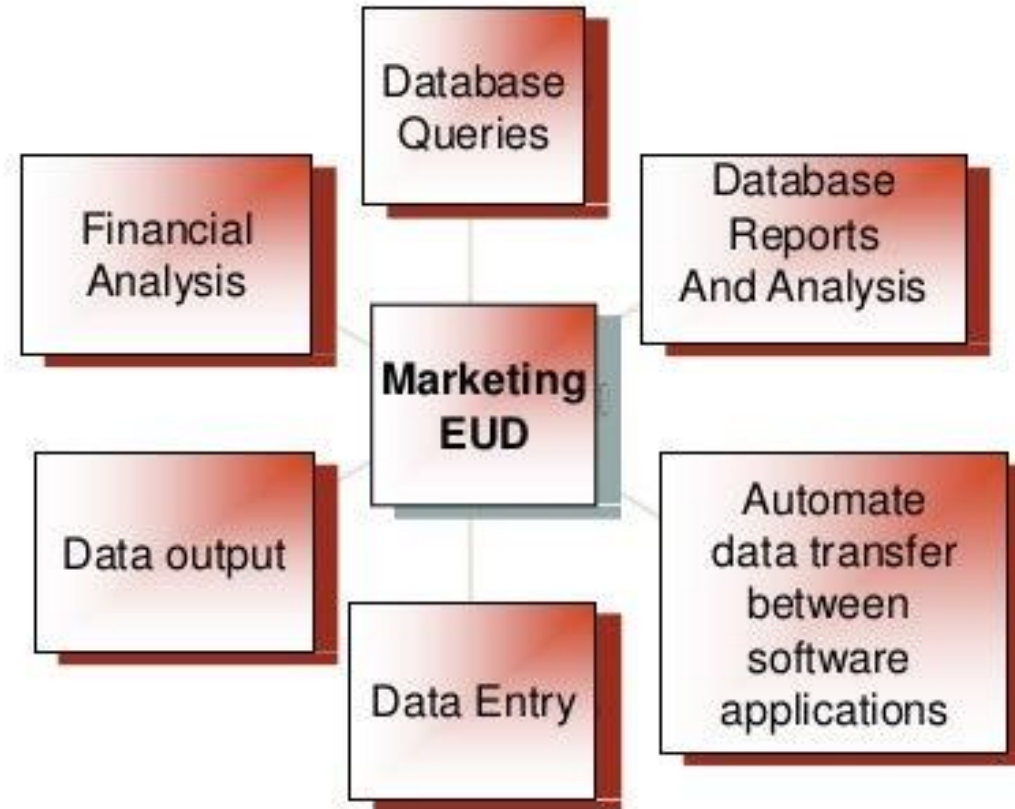 Database
Queries
Financial
Analysis
Database
Reports
And Analysis
Marketing
EUD
Data output
Automate
data transfer
between
software
applications
Data Entry